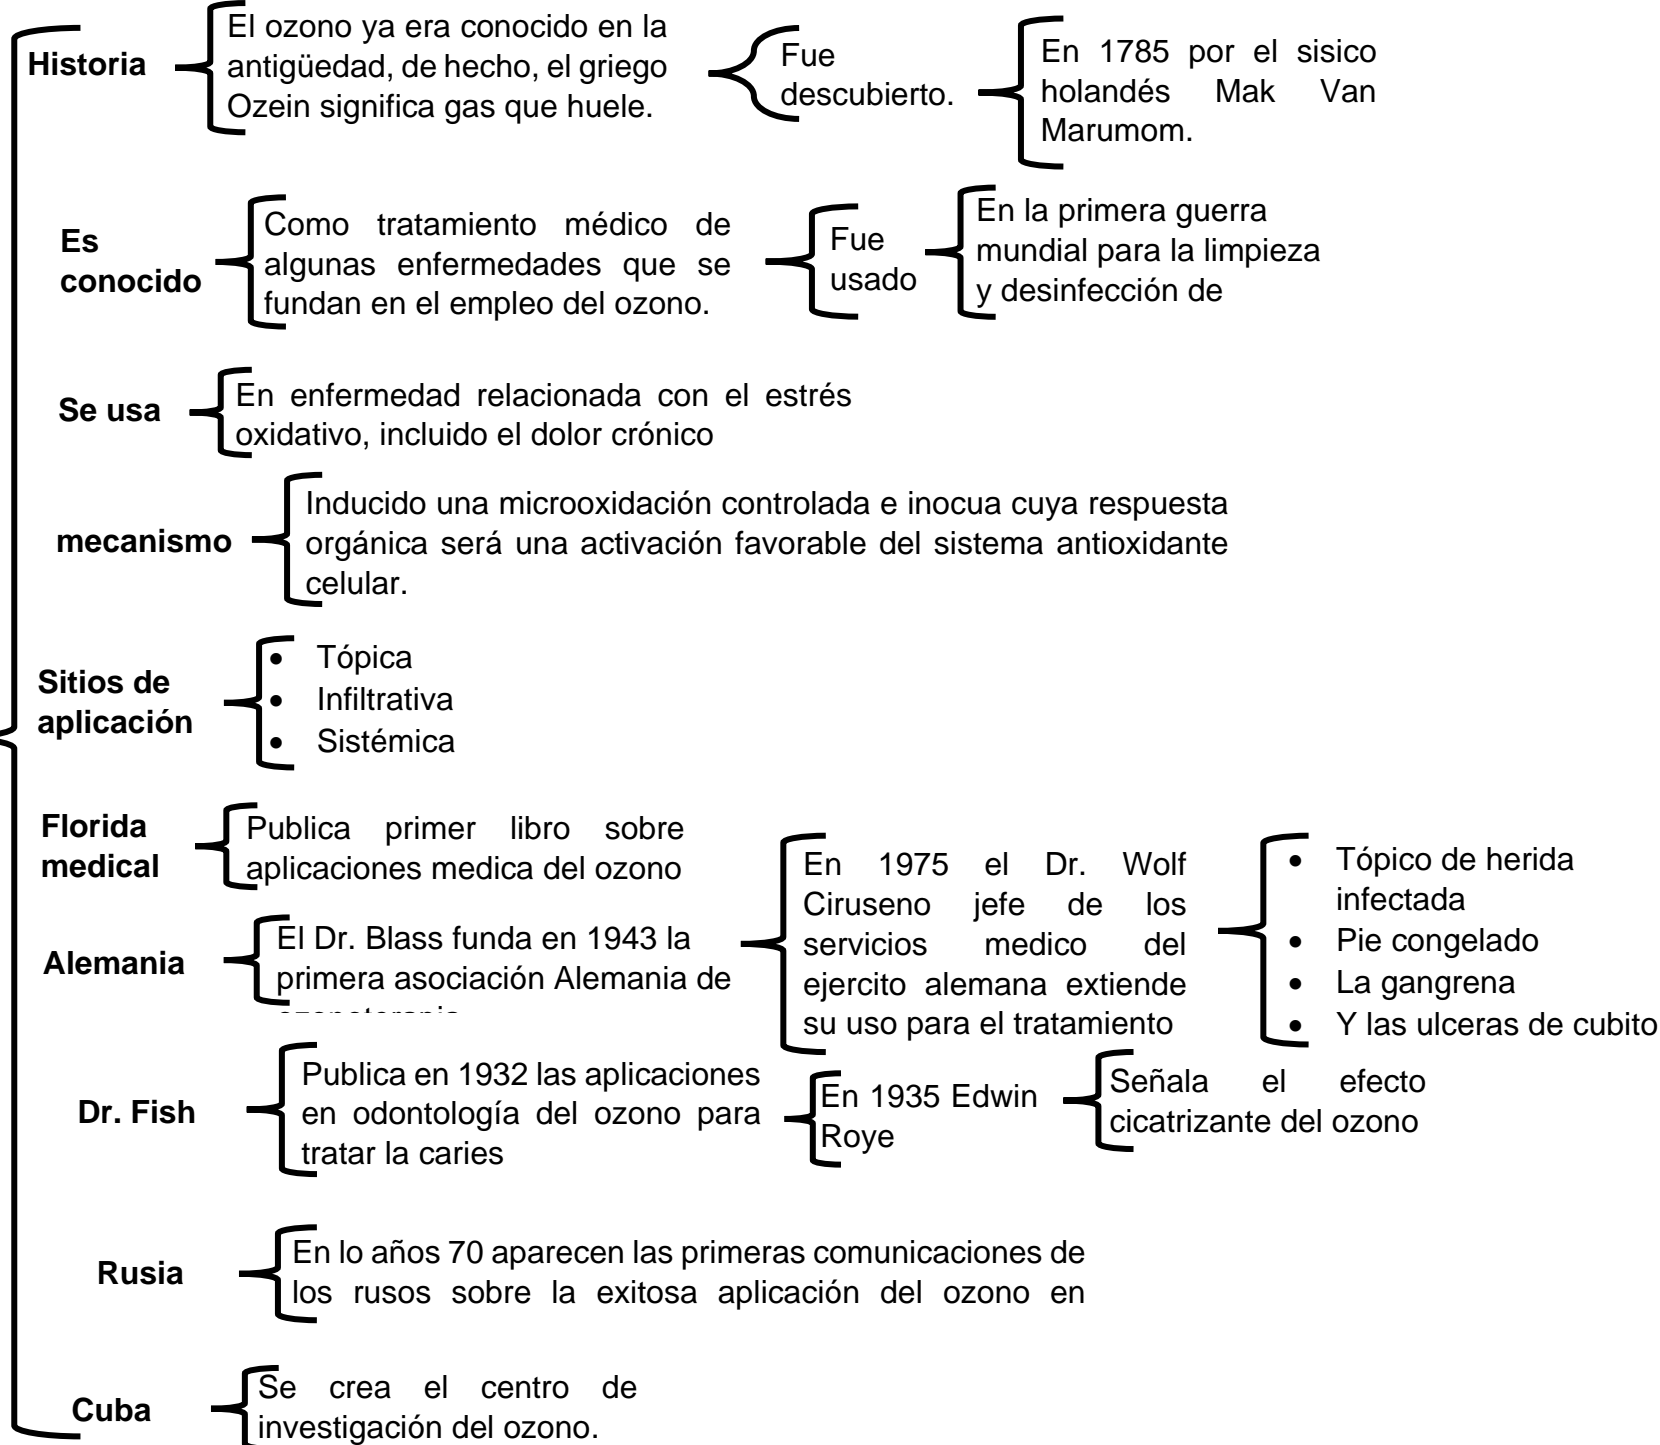 Historia
El ozono ya era conocido en la
antigüedad, de hecho, el griego
Ozein significa gas que huele.
Fue
descubierto.
En 1785 por el sisico
holandés Mak Van
Marumom.
Es
conocido
Como tratamiento médico de
algunas enfermedades que se
fundan en el empleo del ozono.
Fue
usado
En la primera guerra
mundial para la limpieza
y desinfección de
Se usa
En enfermedad relacionada con el estrés
oxidativo, incluido el dolor crónico
mecanismo
Inducido una microoxidación controlada e inocua cuya respuesta
orgánica será una activación favorable del sistema antioxidante
celular.
Sitios de
aplicación
• Tópica
• Infiltrativa
• Sistémica
Florida
medical
Publica primer libro sobre
aplicaciones medica del ozono
Alemania
El Dr. Blass funda en 1943 la
primera asociación Alemania de
En 1975 el Dr. Wolf
Ciruseno jefe de los
servicios medico del
ejercito alemana extiende
su uso para el tratamiento
• Tópico de herida
infectada
• Pie congelado
• La gangrena
• Y las ulceras de cubito
Dr. Fish
Publica en 1932 las aplicaciones
en odontología del ozono para
tratar la caries
En 1935 Edwin
Roye
Señala el efecto
cicatrizante del ozono
Rusia
En lo años 70 aparecen las primeras comunicaciones de
los rusos sobre la exitosa aplicación del ozono en
Cuba
Se crea el centro de
investigación del ozono.